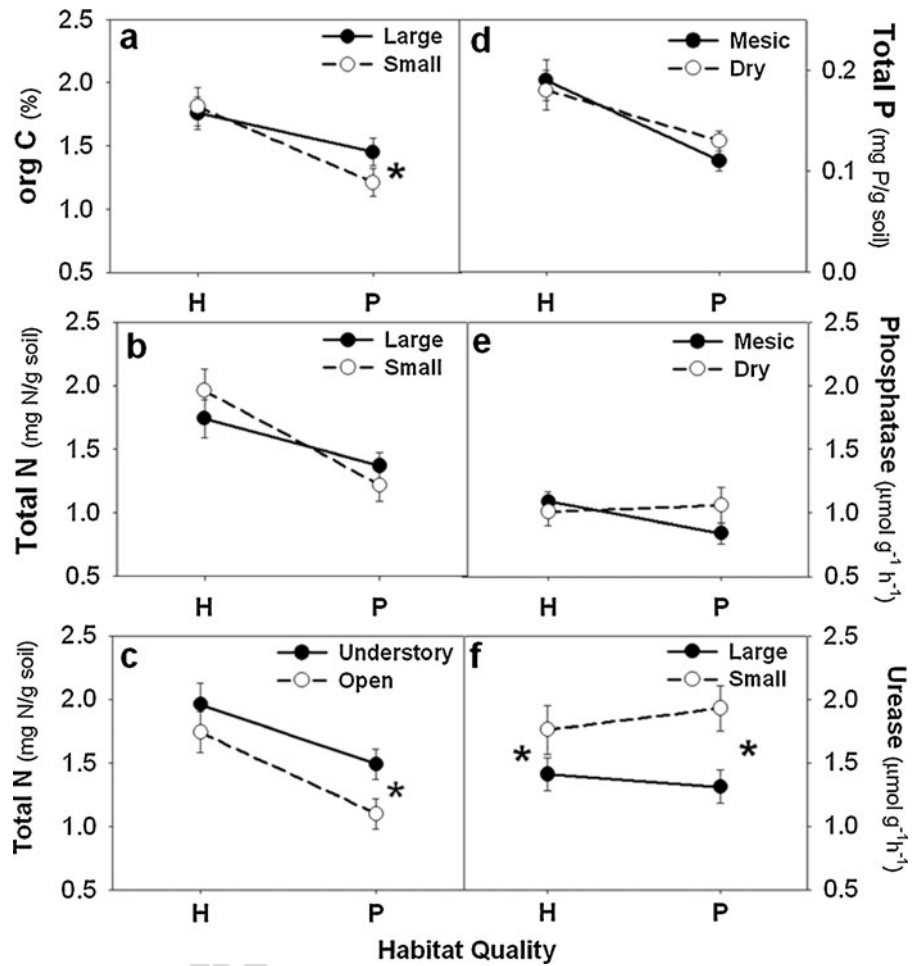 a
Large
Small
org C (%)
2.5
2.0
1.5
1.0
0.5
*
H
P
d
Mesic
Dry
Total P (mg P/g soil)
0.2
0.1
0.0
H
P
b
Large
Small
Total N (mg N/g soil)
2.5
2.0
1.5
1.0
0.5
H
P
e
Mesic
Dry
Phosphatase (μmol g⁻¹ h⁻¹)
2.5
2.0
1.5
1.0
0.5
H
P
c
Understory
Open
Total N (mg N/g soil)
2.5
2.0
1.5
1.0
0.5
*
H
P
f
Large
Small
Urease (μmol g⁻¹h⁻¹)
2.5
2.0
1.5
1.0
0.5
*
*
H
P
Habitat Quality